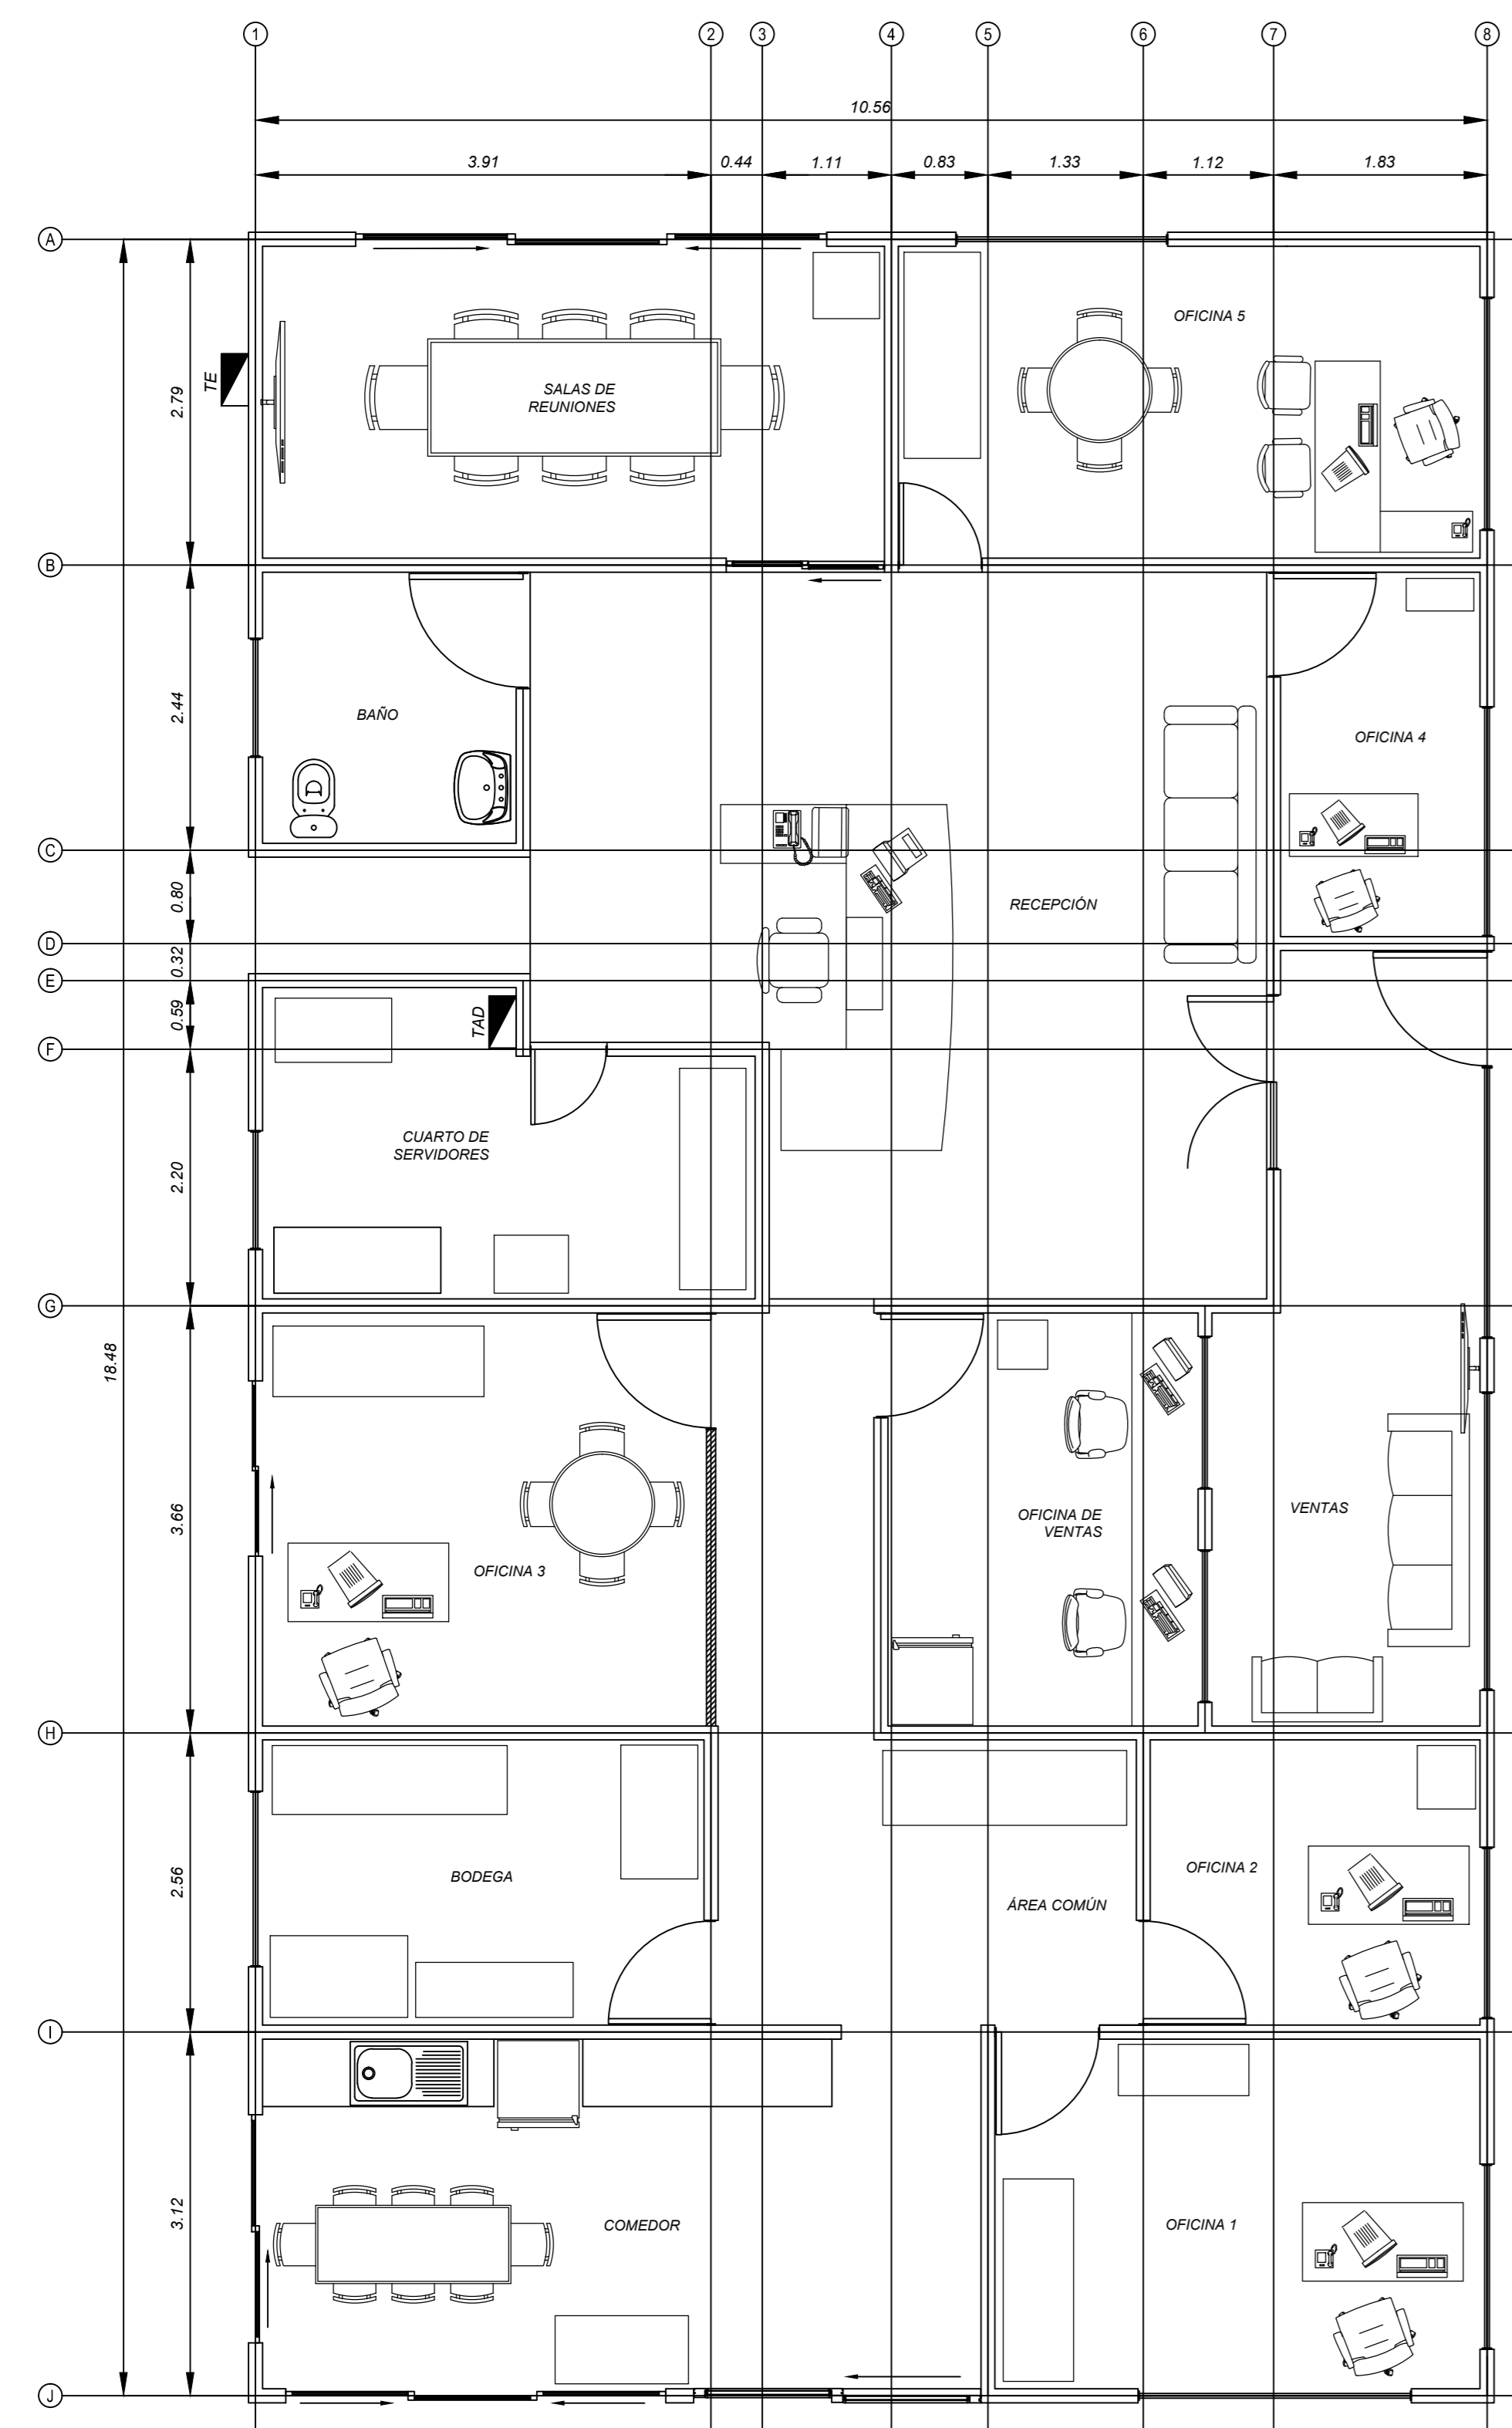 1 2 3 4 5 6 7 8
10.56
3.91 0.44 1.11 0.83 1.33 1.12 1.83
A
OFICINA 5
TE
2.79
SALAS DE
REUNIONES
B
2.44
BAÑO
OFICINA 4
C
0.80
RECEPCIÓN
D
0.32
E
0.59
TAD
F
CUARTO DE
SERVIDORES
2.20
G
18.48
3.66
OFICINA DE
VENTAS
VENTAS
OFICINA 3
H
2.56
BODEGA
OFICINA 2
ÁREA COMÚN
I
3.12
COMEDOR
OFICINA 1
J